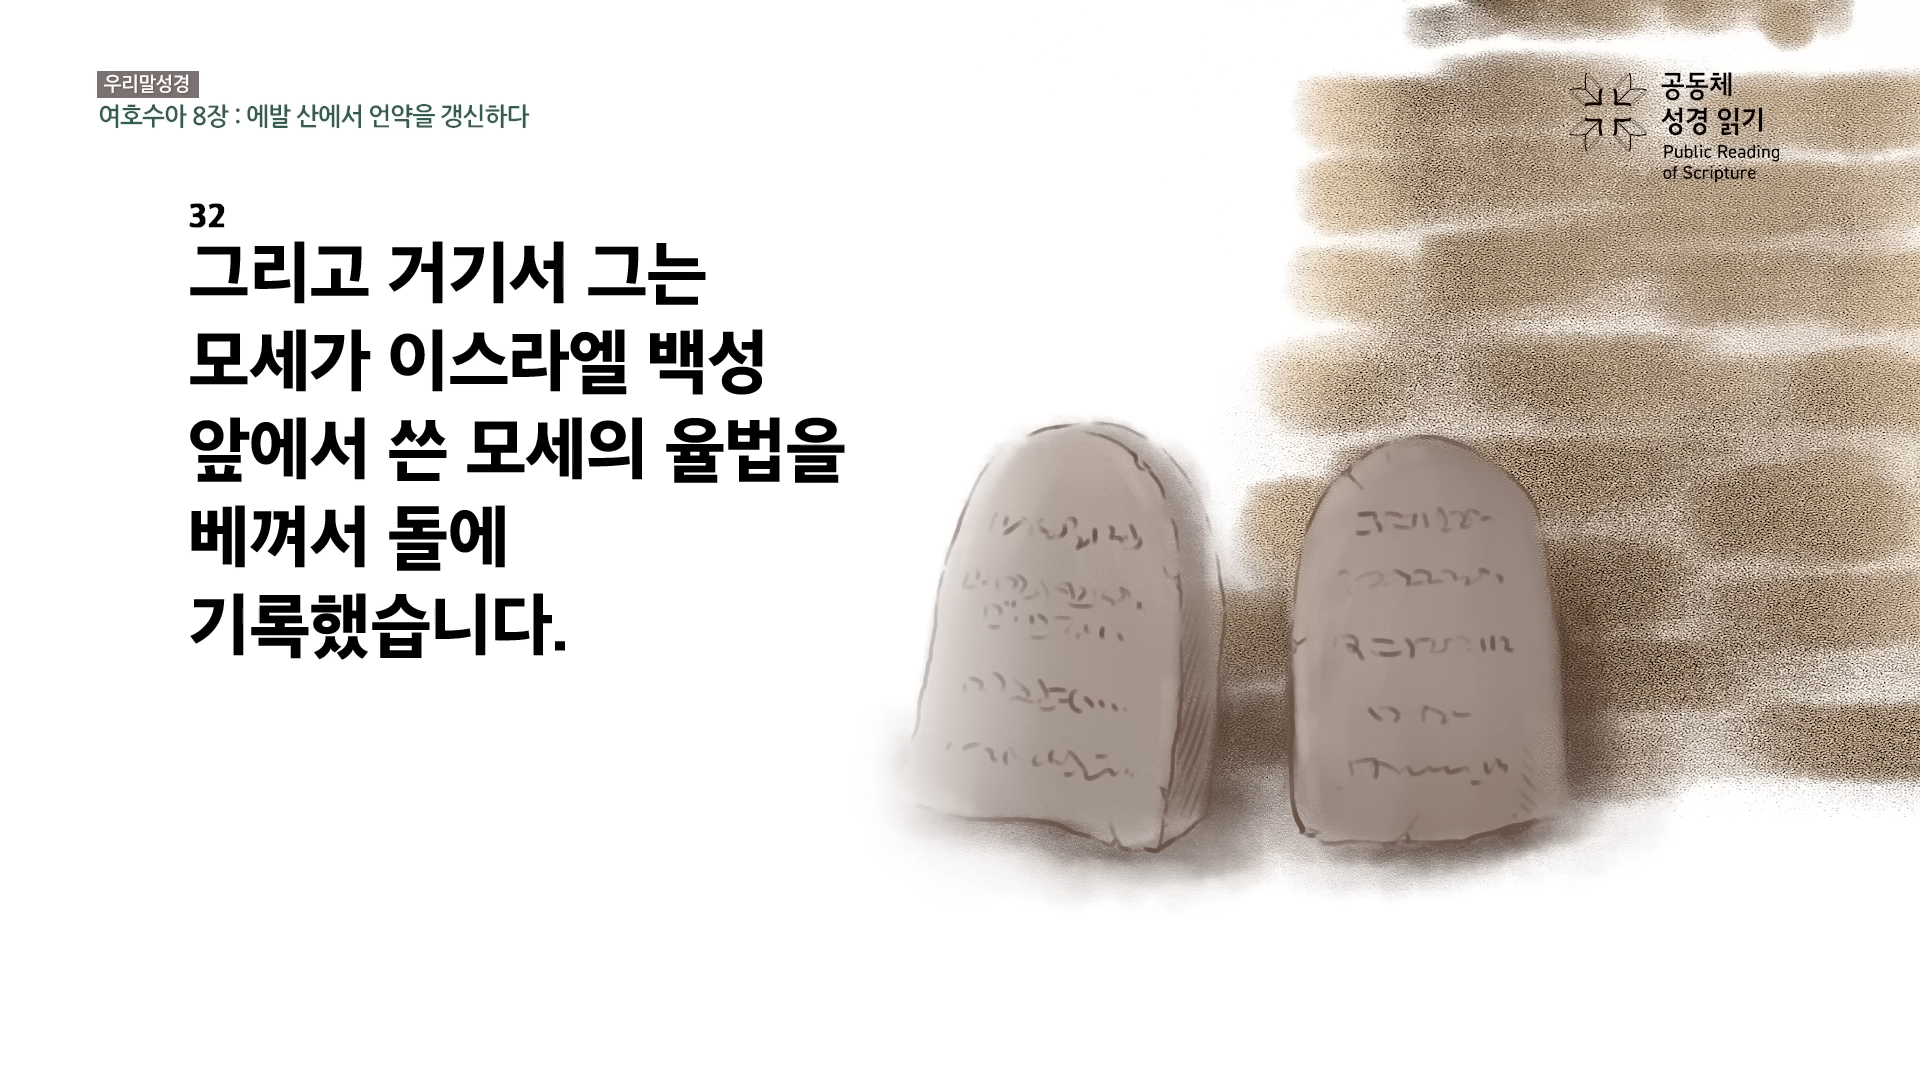 우리말성경
여호수아 8장 : 에발 산에서 언약을 갱신하다
공동체
성경 읽기
Public Reading
of Scripture
32
그리고 거기서 그는
모세가 이스라엘 백성
앞에서 쓴 모세의 율법을
베껴서 돌에
기록했습니다.